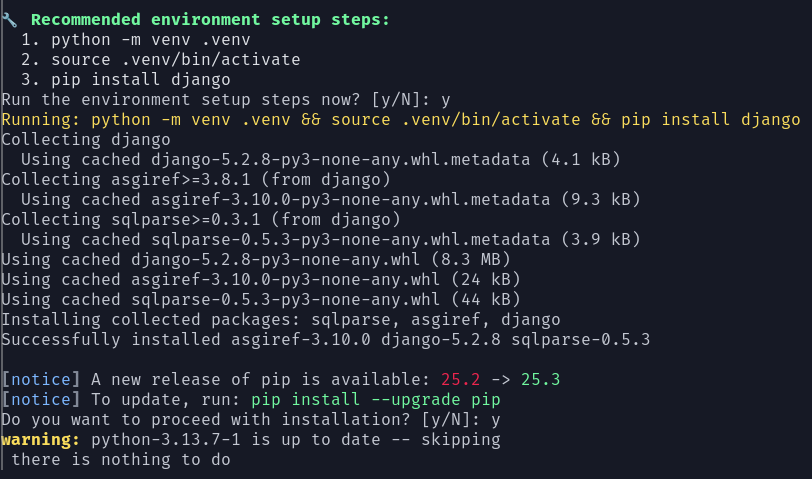 🔧 Recommended environment setup steps:
  1. python -m venv .venv
  2. source .venv/bin/activate
  3. pip install django
Run the environment setup steps now? [y/N]: y
Running: python -m venv .venv && source .venv/bin/activate && pip install django
Collecting django
  Using cached django-5.2.8-py3-none-any.whl.metadata (4.1 kB)
Collecting asgiref>=3.8.1 (from django)
  Using cached asgiref-3.10.0-py3-none-any.whl.metadata (9.3 kB)
Collecting sqlparse>=0.3.1 (from django)
  Using cached sqlparse-0.5.3-py3-none-any.whl.metadata (3.9 kB)
Using cached django-5.2.8-py3-none-any.whl (8.3 MB)
Using cached asgiref-3.10.0-py3-none-any.whl (24 kB)
Using cached sqlparse-0.5.3-py3-none-any.whl (44 kB)
Installing collected packages: sqlparse, asgiref, django
Successfully installed asgiref-3.10.0 django-5.2.8 sqlparse-0.5.3

[notice] A new release of pip is available: 25.2 -> 25.3
[notice] To update, run: pip install --upgrade pip
Do you want to proceed with installation? [y/N]: y
warning: python-3.13.7-1 is up to date -- skipping
 there is nothing to do